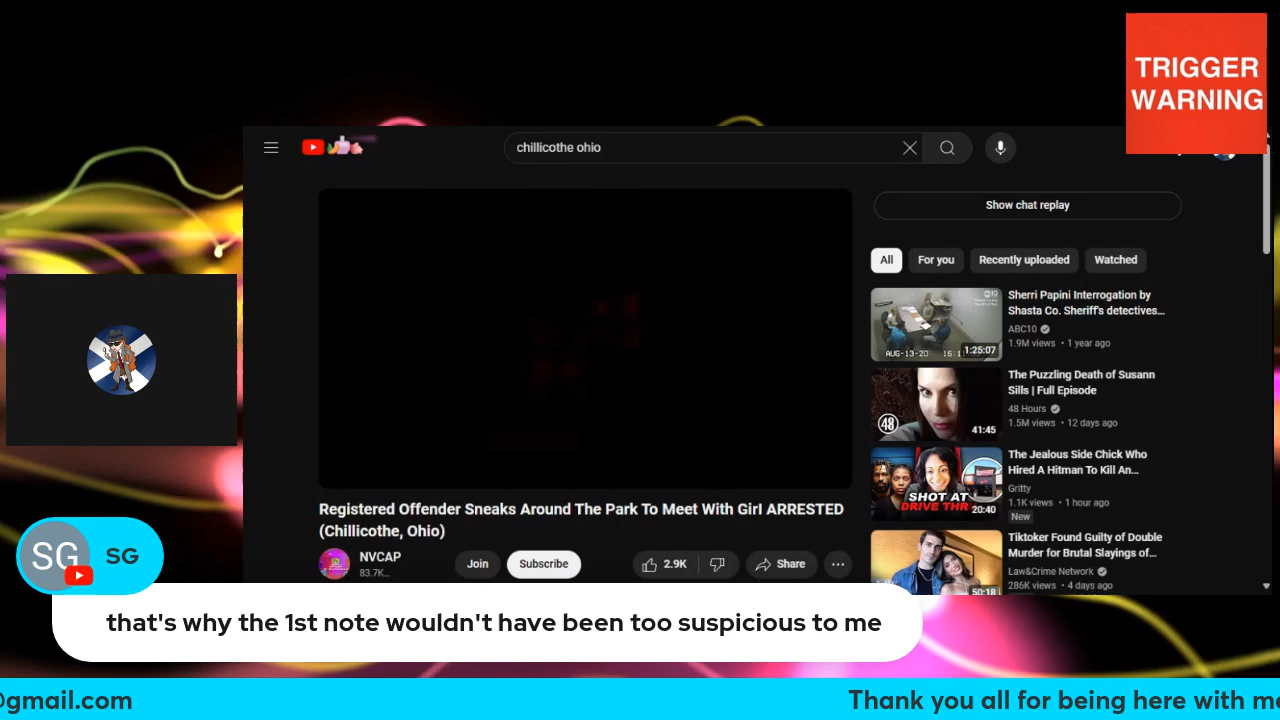 TRIGGER
WARNING
chillicothe ohio
Show chat replay
All
For you
Recently uploaded
Watched
Sherri Papini Interrogation by
Shasta Co. Sheriff's detectives...
ABC10
1.9M views • 1 year ago
AUG-13-20 16:1
1:25:07
The Puzzling Death of Susann
Sills | Full Episode
48 Hours
1.5M views • 12 days ago
48
41:45
The Jealous Side Chick Who
Hired A Hitman To Kill An...
Gritty
1.1K views • 1 hour ago
New
SHOT AT
DRIVE THR
20:40
Tiktoker Found Guilty of Double
Murder for Brutal Slayings of...
Law&Crime Network
286K views • 4 days ago
50:18
Registered Offender Sneaks Around The Park To Meet With Girl ARRESTED
(Chillicothe, Ohio)
NVCAP
83.7K...
Join
Subscribe
2.9K
Share
SG
SG
that's why the 1st note wouldn't have been too suspicious to me
@gmail.com
Thank you all for being here with me